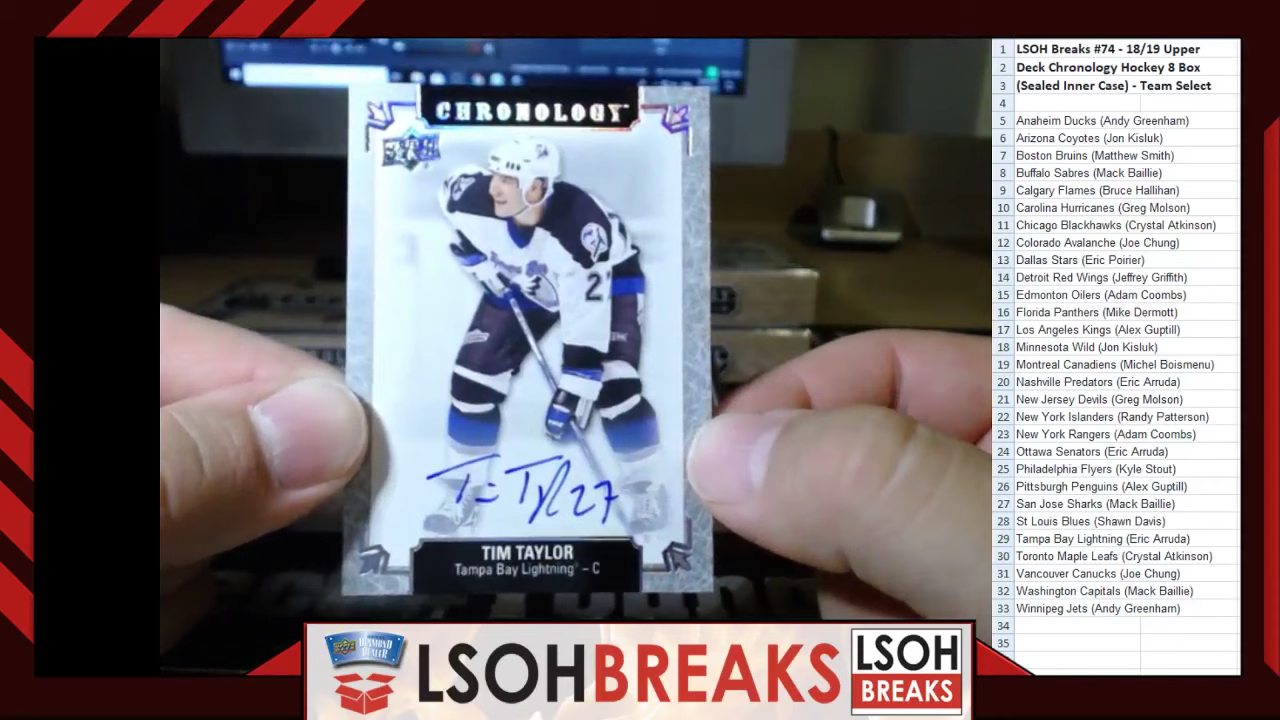 CHRONOLOGY
TIM TAYLOR
Tampa Bay Lightning - C
27
LSOH Breaks #74 - 18/19 Upper
Deck Chronology Hockey 8 Box
(Sealed Inner Case) - Team Select
Anaheim Ducks (Andy Greenham)
Arizona Coyotes (Jon Kisluk)
Boston Bruins (Matthew Smith)
Buffalo Sabres (Mack Baillie)
Calgary Flames (Bruce Hallihan)
Carolina Hurricanes (Greg Molson)
Chicago Blackhawks (Crystal Atkinson)
Colorado Avalanche (Joe Chung)
Dallas Stars (Eric Poirier)
Detroit Red Wings (Jeffrey Griffith)
Edmonton Oilers (Adam Coombs)
Florida Panthers (Mike Dermott)
Los Angeles Kings (Alex Guptill)
Minnesota Wild (Jon Kisluk)
Montreal Canadiens (Michel Boismenu)
Nashville Predators (Eric Arruda)
New Jersey Devils (Greg Molson)
New York Islanders (Randy Patterson)
New York Rangers (Adam Coombs)
Ottawa Senators (Eric Arruda)
Philadelphia Flyers (Kyle Stout)
Pittsburgh Penguins (Alex Guptill)
San Jose Sharks (Mack Baillie)
St Louis Blues (Shawn Davis)
Tampa Bay Lightning (Eric Arruda)
Toronto Maple Leafs (Crystal Atkinson)
Vancouver Canucks (Joe Chung)
Washington Capitals (Mack Baillie)
Winnipeg Jets (Andy Greenham)
1
2
3
4
5
6
7
8
9
10
11
12
13
14
15
16
17
18
19
20
21
22
23
24
25
26
27
28
29
30
31
32
33
34
35
DIAMOND
DEALER
LSOHBREAKS
LSOH
BREAKS